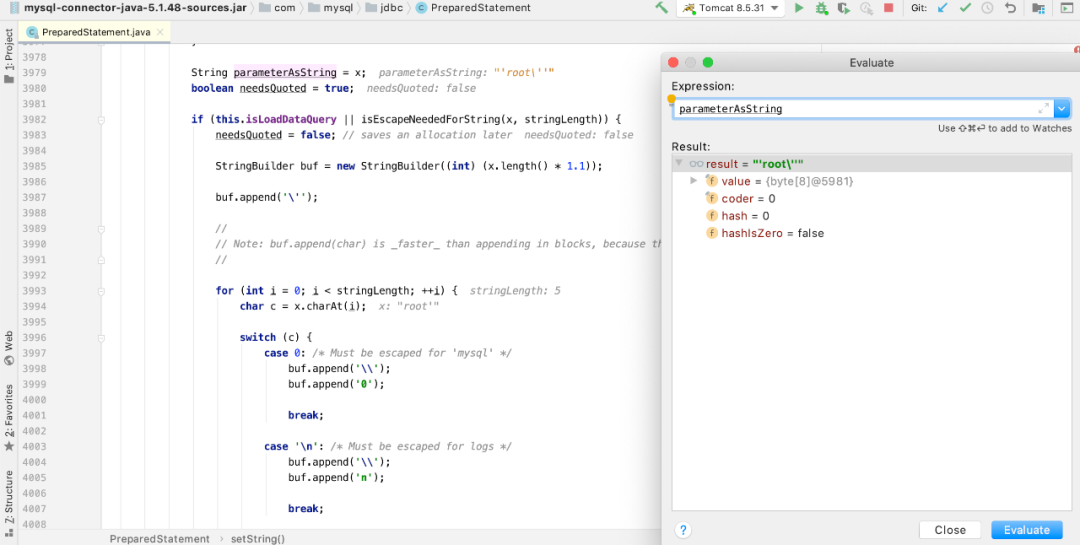 mysql-connector-java-5.1.48-sources.jar com mysql jdbc PreparedStatement Tomcat 8.5.31 Git:
PreparedStatement.java
1: Project
Web
2: Favorites
Z: Structure
3978
3979 String parameterAsString = x; parameterAsString: "'root\''"
3980 boolean needsQuoted = true; needsQuoted: false
3981
3982 if (this.isLoadDataQuery || isEscapeNeededForString(x, stringLength)) {
3983 needsQuoted = false; // saves an allocation later needsQuoted: false
3984
3985 StringBuilder buf = new StringBuilder((int) (x.length() * 1.1));
3986
3987 buf.append('\'');
3988
3989 //
3990 // Note: buf.append(char) is _faster_ than appending in blocks, because th
3991 //
3992
3993 for (int i = 0; i < stringLength; ++i) { stringLength: 5
3994 char c = x.charAt(i); x: "root'"
3995
3996 switch (c) {
3997 case 0: /* Must be escaped for 'mysql' */
3998 buf.append('\\');
3999 buf.append('0');
4000
4001 break;
4002
4003 case '\n': /* Must be escaped for logs */
4004 buf.append('\\');
4005 buf.append('n');
4006
4007 break;
4008
PreparedStatement › setString()
Evaluate
Expression:
parameterAsString
Use ⇧⌘⏎ to add to Watches
Result:
result = "'root\''"
value = {byte[8]@5981}
coder = 0
hash = 0
hashIsZero = false
?
Close
Evaluate